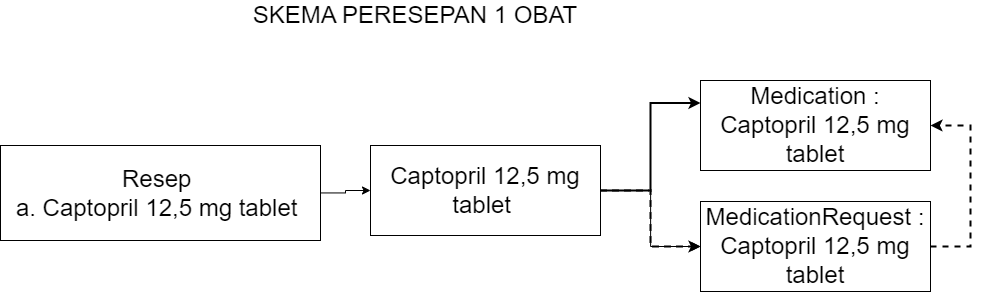 SKEMA PERESEPAN 1 OBAT
Resep
a. Captopril 12,5 mg tablet
Captopril 12,5 mg
tablet
Medication :
Captopril 12,5 mg
tablet
MedicationRequest :
Captopril 12,5 mg
tablet